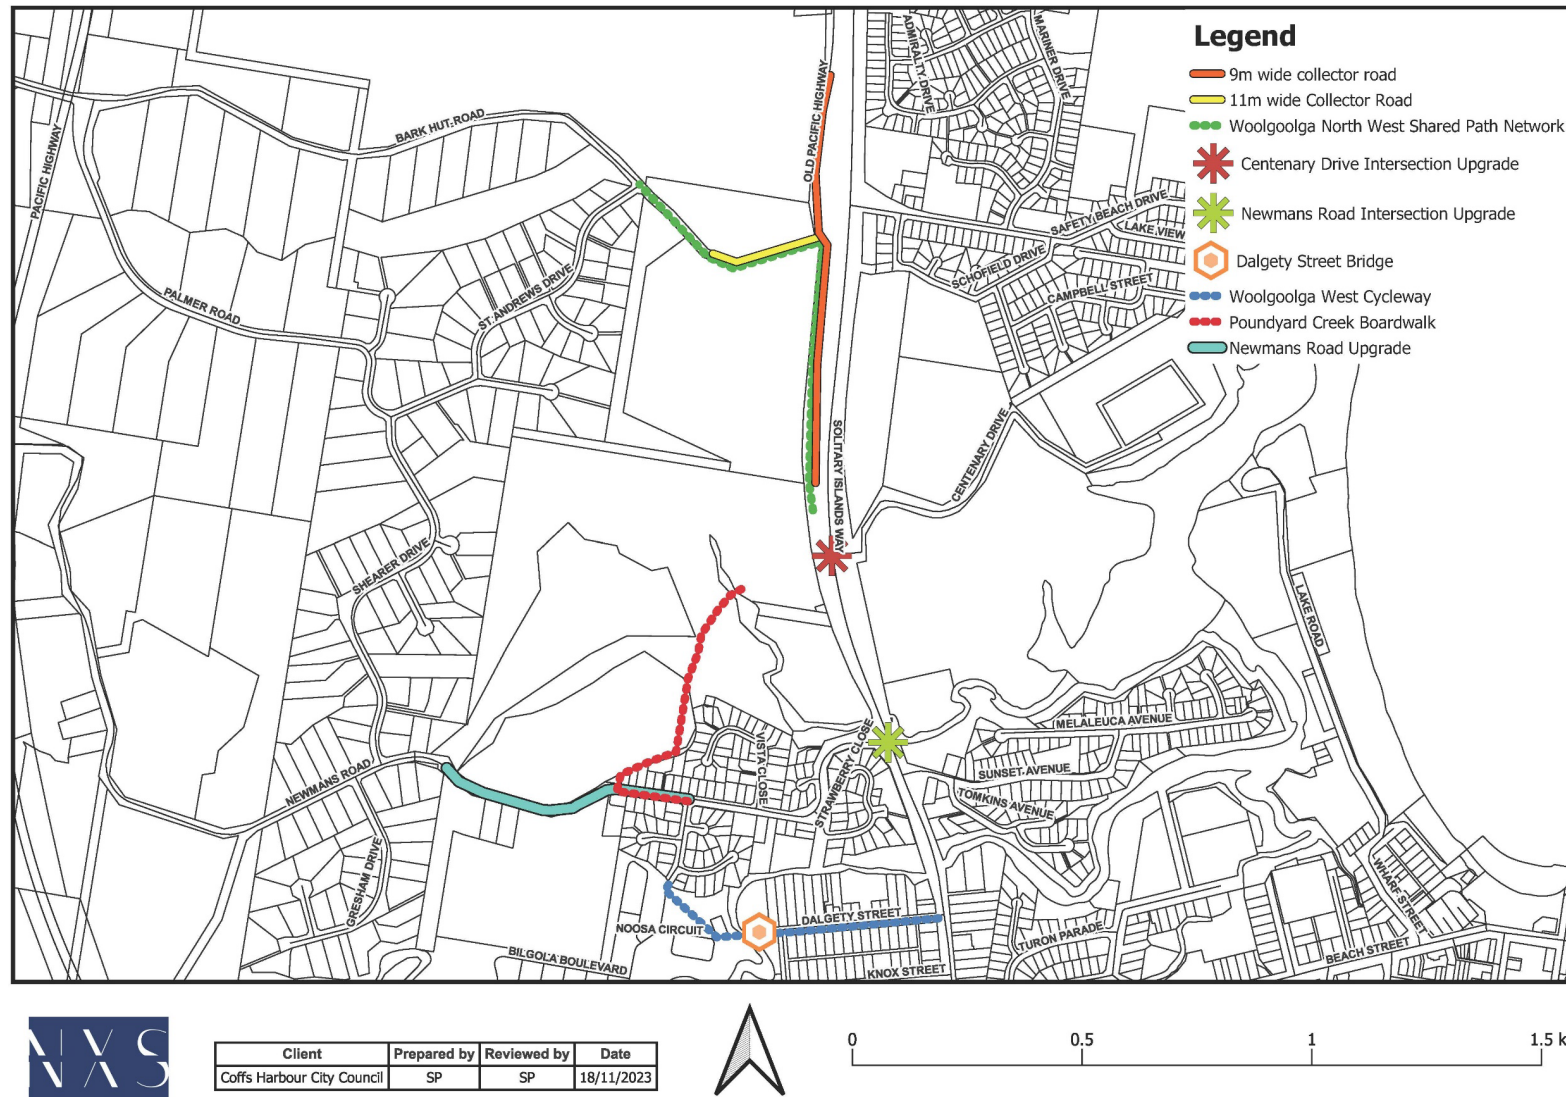 Legend
9m wide collector road
11m wide Collector Road
Woolgoolga North West Shared Path Network
Centenary Drive Intersection Upgrade
Newmans Road Intersection Upgrade
Dalgety Street Bridge
Woolgoolga West Cycleway
Poundyard Creek Boardwalk
Newmans Road Upgrade
ADMIRALTY DRIVE
MARINER DRIVE
OLD PACIFIC HIGHWAY
BARK HUT ROAD
PACIFIC HIGHWAY
SAFETY BEACH DRIVE
LAKE VIEW
SCHOFIELD DRIVE
CAMPBELL STREET
ST ANDREWS DRIVE
PALMER ROAD
SOLITARY ISLANDS WAY
CENTENARY DRIVE
SHEARER DRIVE
LAKE ROAD
MELALEUCA AVENUE
VISTA CLOSE
STRAWBERRY CLOSE
SUNSET AVENUE
NEWMANS ROAD
TOMKINS AVENUE
GRESHAM DRIVE
WHARF STREET
DALGETY STREET
NOOSA CIRCUIT
TURON PARADE
BEACH STREET
BILGOLA BOULEVARD
KNOX STREET
NXS
Client Prepared by Reviewed by Date
Coffs Harbour City Council SP SP 18/11/2023
0 0.5 1 1.5 k